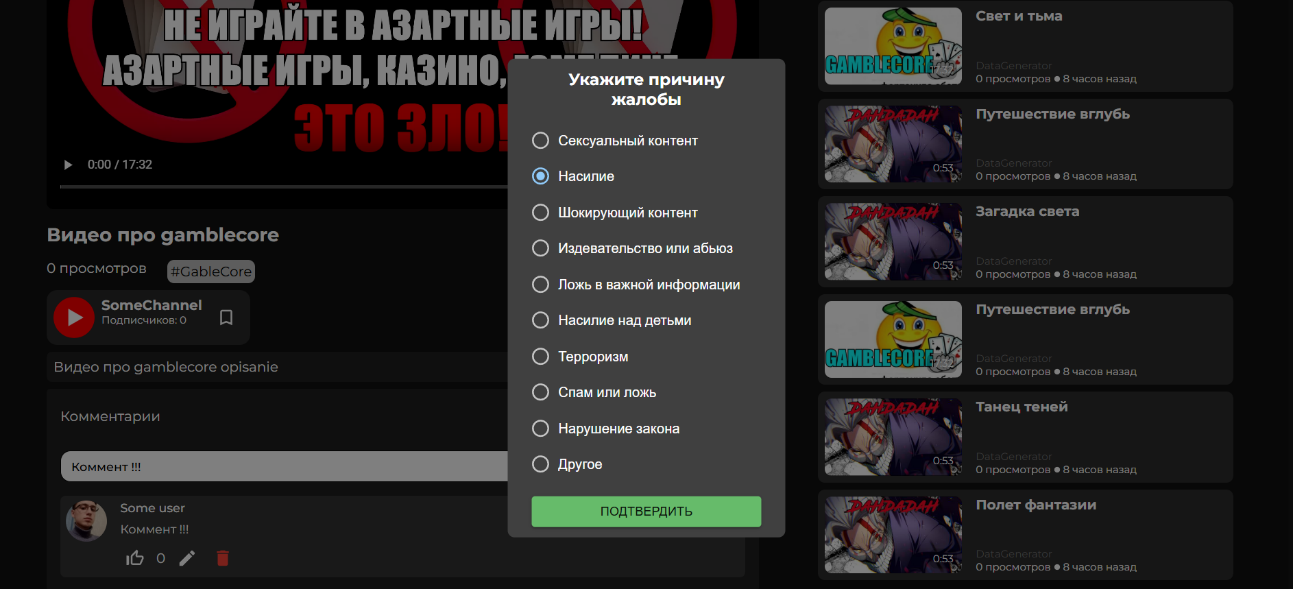 НЕ ИГРАЙТЕ В АЗАРТНЫЕ ИГРЫ!
АЗАРТНЫЕ ИГРЫ, КАЗИНО,
ЭТО ЗЛО!
0:00 / 17:32
Видео про gamblecore
0 просмотров
#GableCore
SomeChannel
Подписчиков: 0
Видео про gamblecore opisanie
Комментарии
Коммент !!!
Some user
Коммент !!!
0
Укажите причину
жалобы
Сексуальный контент
Насилие
Шокирующий контент
Издевательство или абьюз
Ложь в важной информации
Насилие над детьми
Терроризм
Спам или ложь
Нарушение закона
Другое
ПОДТВЕРДИТЬ
GAMBLECORE
Свет и тьма
DataGenerator
0 просмотров ● 8 часов назад
DANDADAN
0:53
Путешествие вглубь
DataGenerator
0 просмотров ● 8 часов назад
DANDADAN
0:53
Загадка света
DataGenerator
0 просмотров ● 8 часов назад
GAMBLECORE
Путешествие вглубь
DataGenerator
0 просмотров ● 8 часов назад
DANDADAN
0:53
Танец теней
DataGenerator
0 просмотров ● 8 часов назад
DANDADAN
0:53
Полет фантазии
DataGenerator
0 просмотров ● 8 часов назад